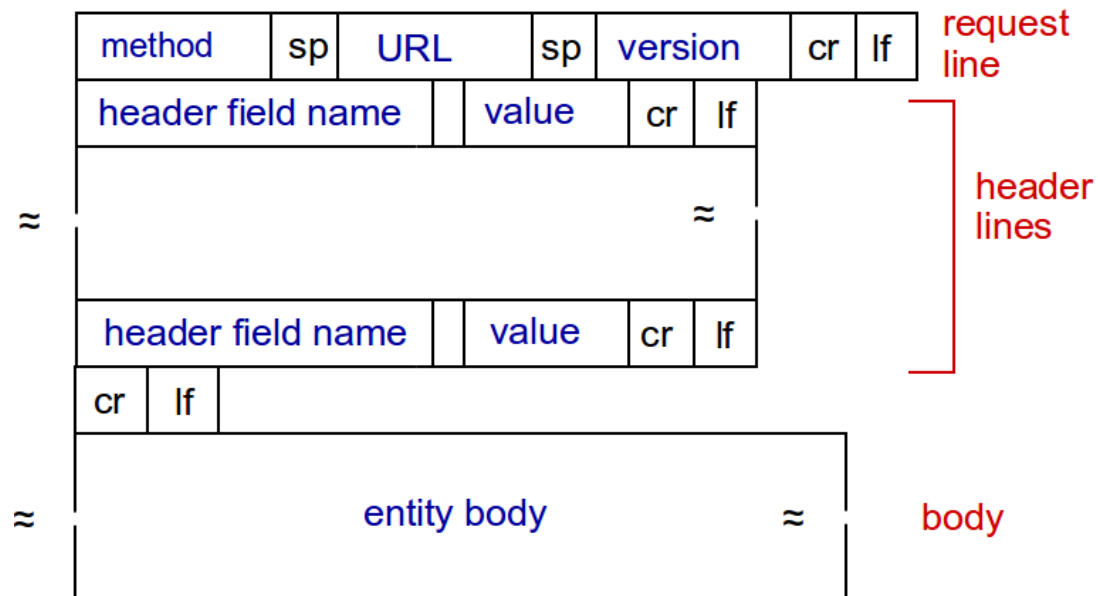 method sp URL sp version cr lf request line
header field name value cr lf
≈ ≈ header lines
header field name value cr lf
cr lf
≈ entity body ≈ body